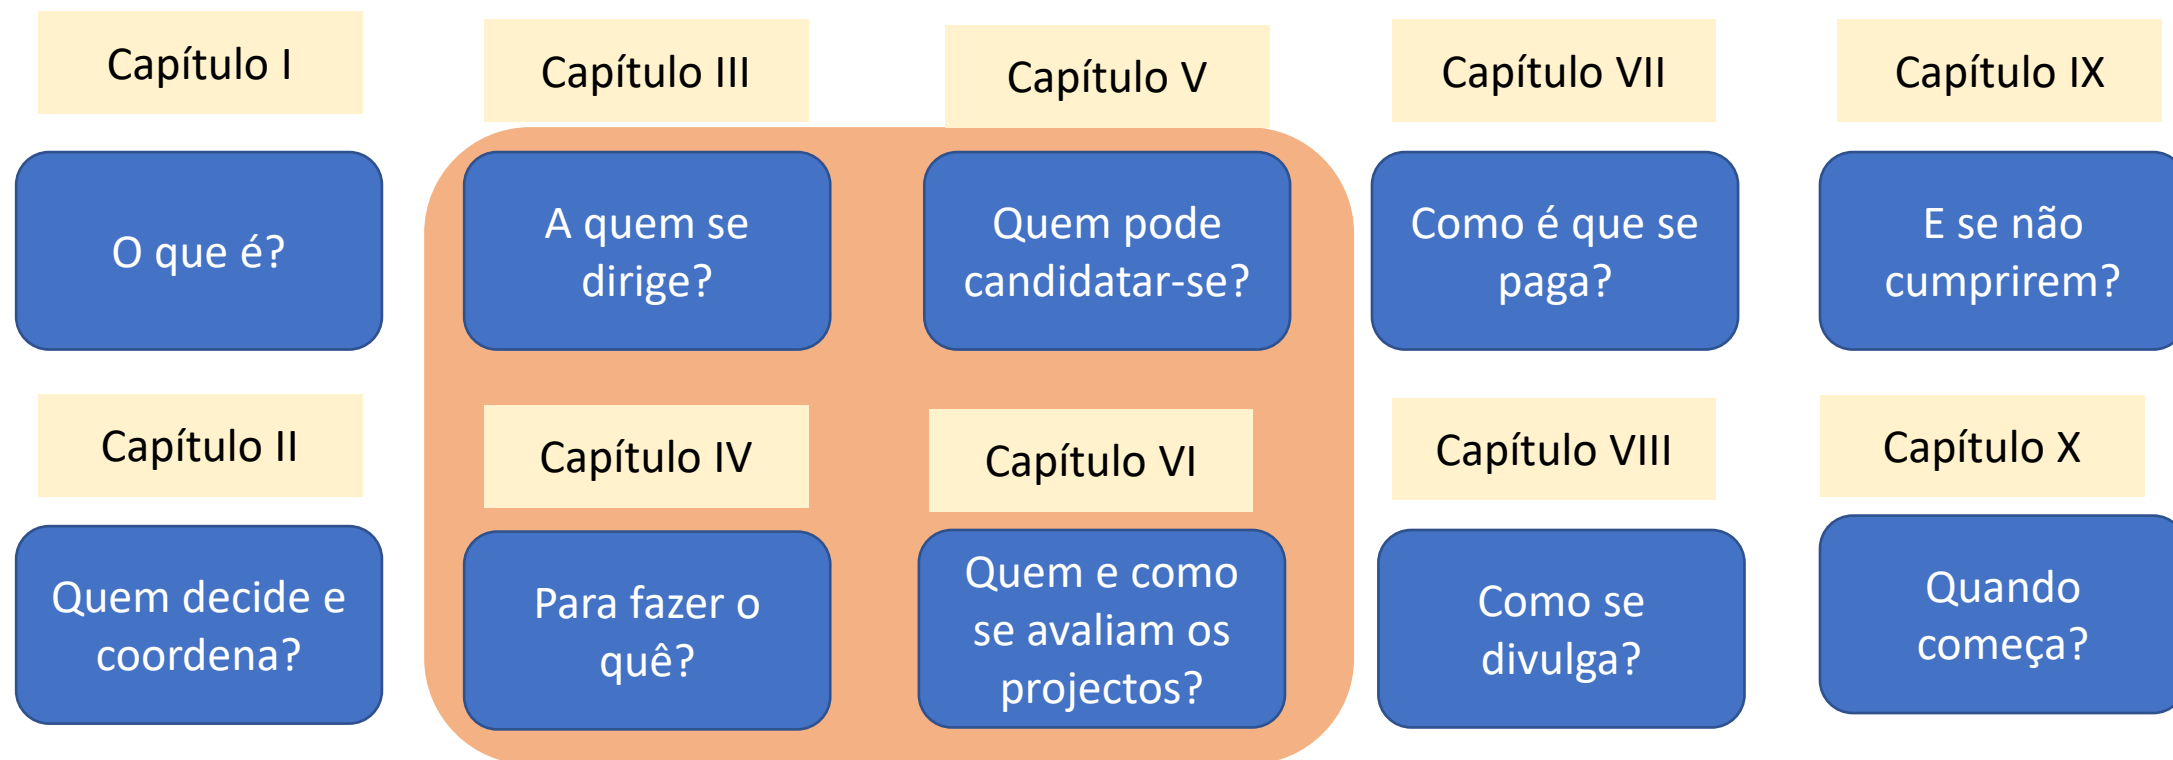 Capítulo I
O que é?
Capítulo II
Quem decide e
coordena?
Capítulo III
A quem se
dirige?
Capítulo IV
Para fazer o
quê?
Capítulo V
Quem pode
candidatar-se?
Capítulo VI
Quem e como
se avaliam os
projectos?
Capítulo VII
Como é que se
paga?
Capítulo VIII
Como se
divulga?
Capítulo IX
E se não
cumprirem?
Capítulo X
Quando
começa?